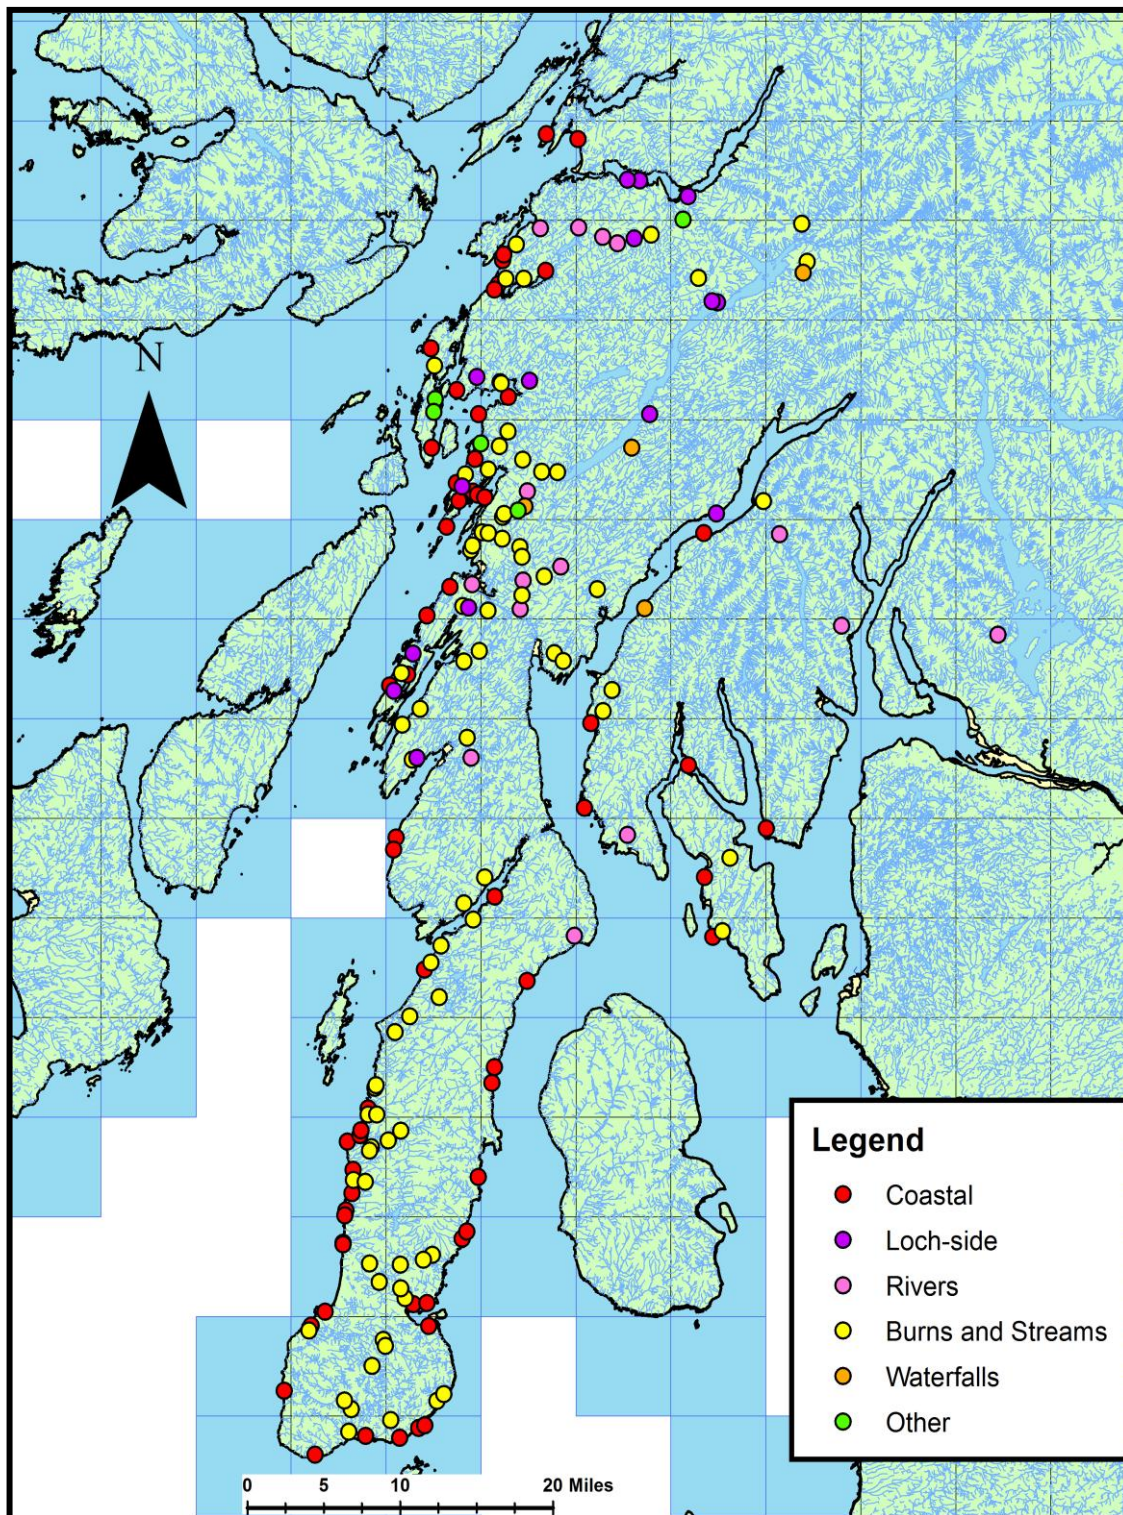 N
Legend
Coastal
Loch-side
Rivers
Burns and Streams
Waterfalls
Other
0 5 10 20 Miles